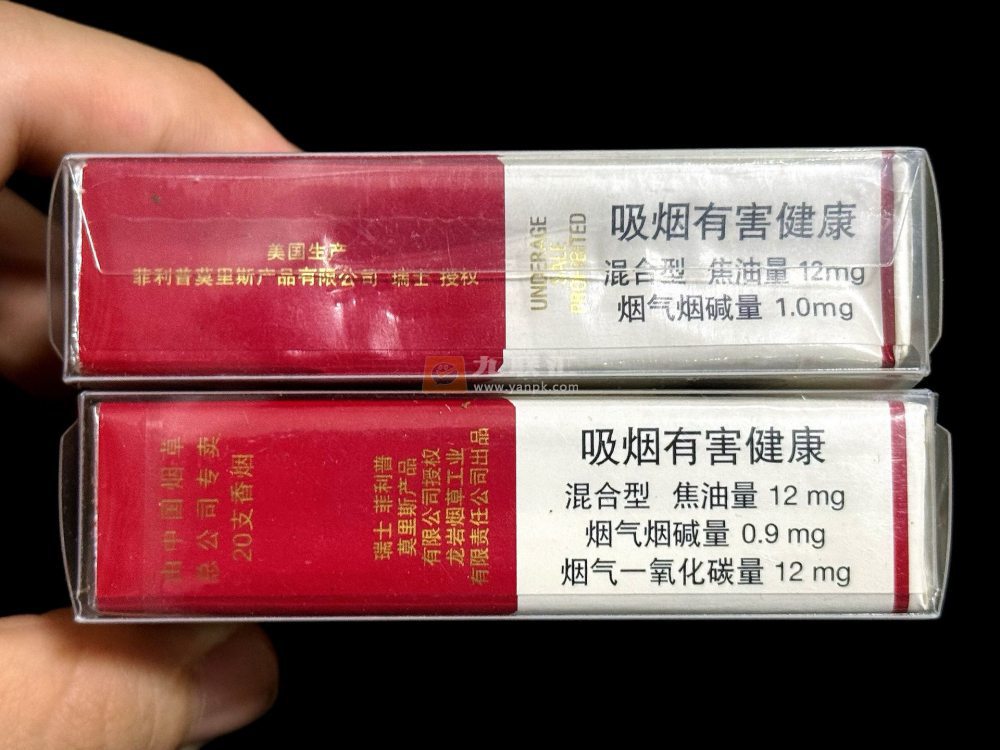 美国生产
菲利普莫里斯产品有限公司 瑞士 授权
UNDERAGE
SALE
PROHIBITED
吸烟有害健康
混合型 焦油量 12mg
烟气烟碱量 1.0mg
九
www.yanpk.com
由中国烟草
总公司专卖
20支香烟
瑞士 菲利普
莫里斯产品
有限公司授权
龙岩烟草工业
有限责任公司出品
吸烟有害健康
混合型 焦油量 12 mg
烟气烟碱量 0.9 mg
烟气一氧化碳量 12 mg